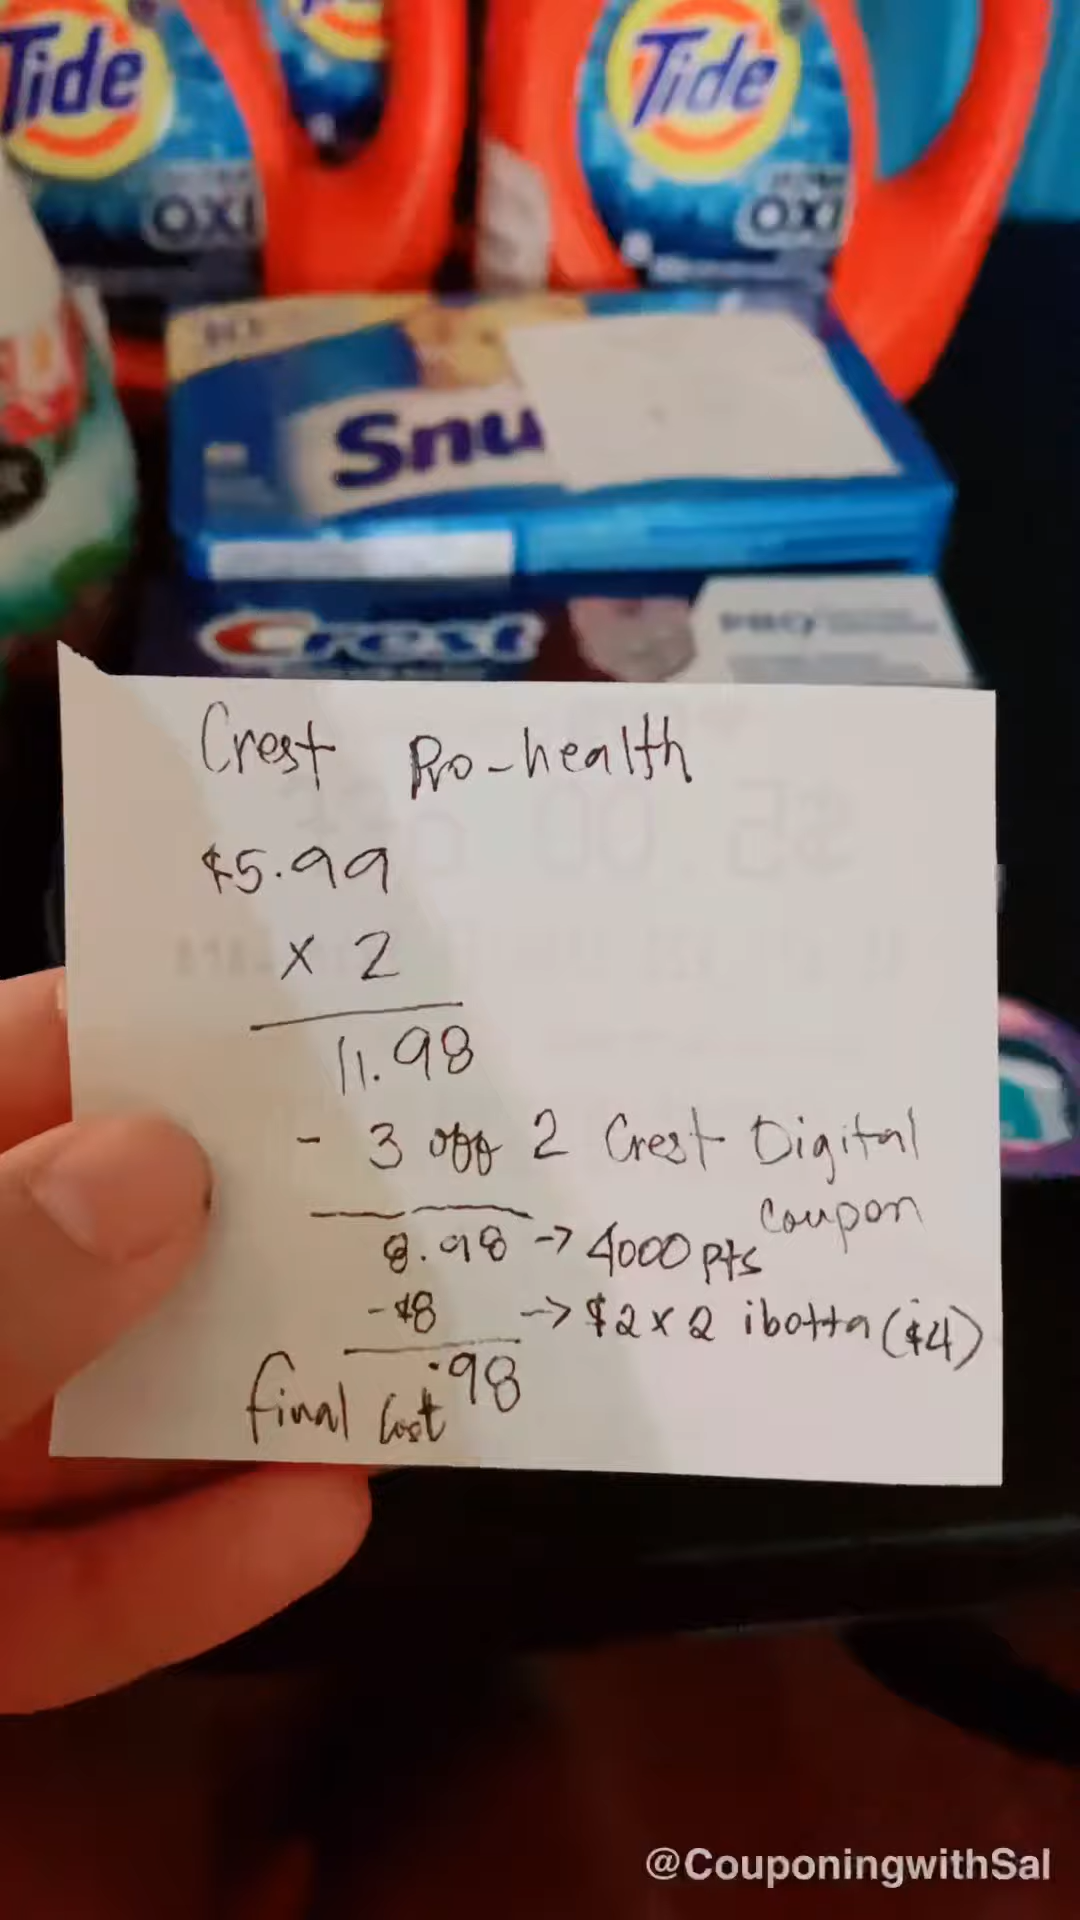 Tide
Tide
OXI
OXI
Snu
Crest
PRO
Crest Pro-health
$5.99
x 2
11.98
- 3 off 2 Crest Digital
coupon
8.98 -> 4000 pts
-$8 -> $2 x 2 ibotta ($4)
.98
final cost
@CouponingwithSal